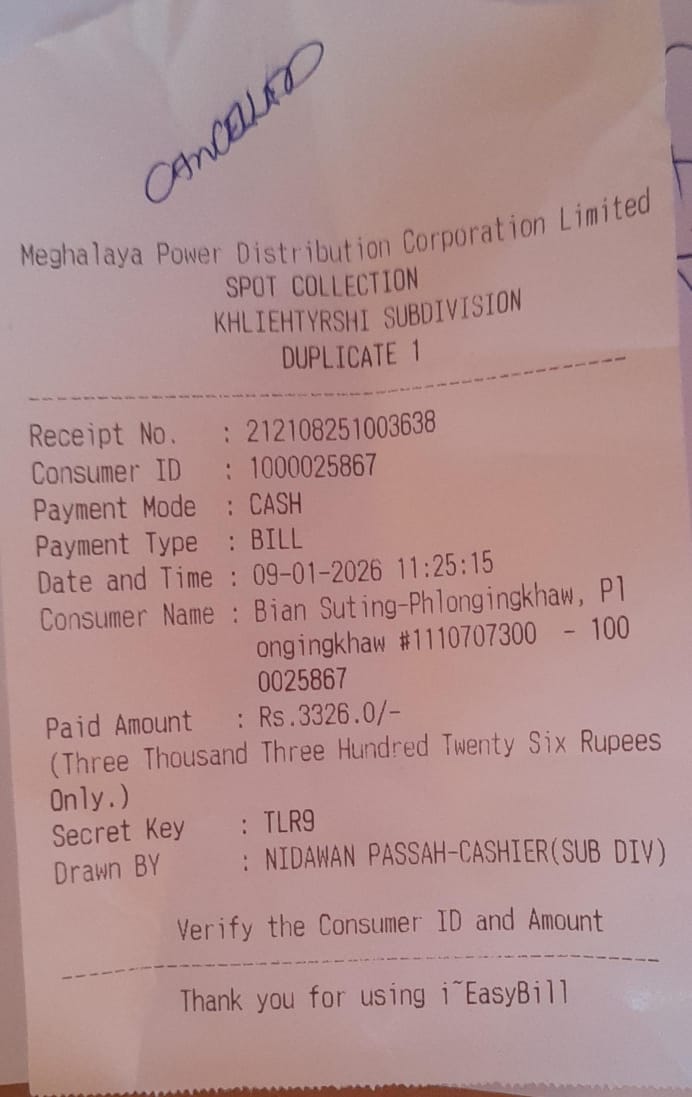 CANCELLED
Meghalaya Power Distribution Corporation Limited
SPOT COLLECTION
KHLIEHTYRSHI SUBDIVISION
DUPLICATE 1
Receipt No. : 212108251003638
Consumer ID : 1000025867
Payment Mode : CASH
Payment Type : BILL
Date and Time : 09-01-2026 11:25:15
Consumer Name : Bian Suting-Phlongingkhaw, Pl
ongingkhaw #1110707300 - 100
0025867
Paid Amount : Rs.3326.0/-
(Three Thousand Three Hundred Twenty Six Rupees
Only.)
Secret Key : TLR9
Drawn BY : NIDAWAN PASSAH-CASHIER(SUB DIV)
Verify the Consumer ID and Amount
Thank you for using i~EasyBill